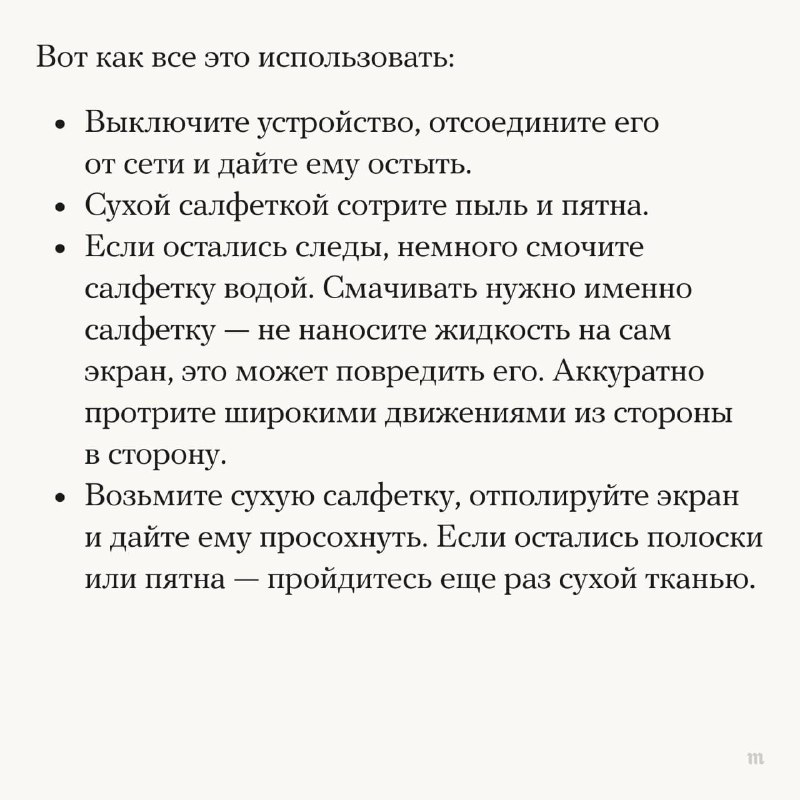 Вот как все это использовать:
• Выключите устройство, отсоедините его
от сети и дайте ему остыть.
• Сухой салфеткой сотрите пыль и пятна.
• Если остались следы, немного смочите
салфетку водой. Смачивать нужно именно
салфетку — не наносите жидкость на сам
экран, это может повредить его. Аккуратно
протрите широкими движениями из стороны
в сторону.
• Возьмите сухую салфетку, отполируйте экран
и дайте ему просохнуть. Если остались полоски
или пятна — пройдитесь еще раз сухой тканью.
m